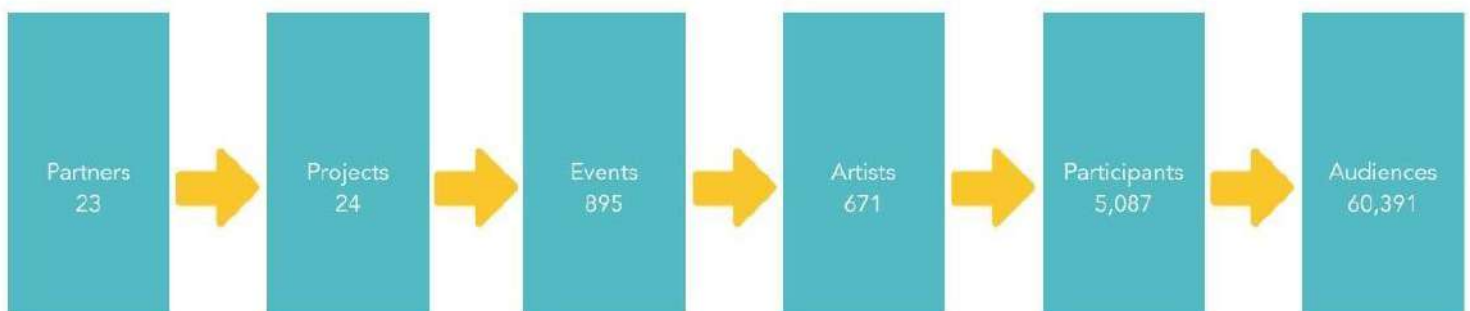 Partners
23
Projects
24
Events
895
Artists
671
Participants
5,087
Audiences
60,391